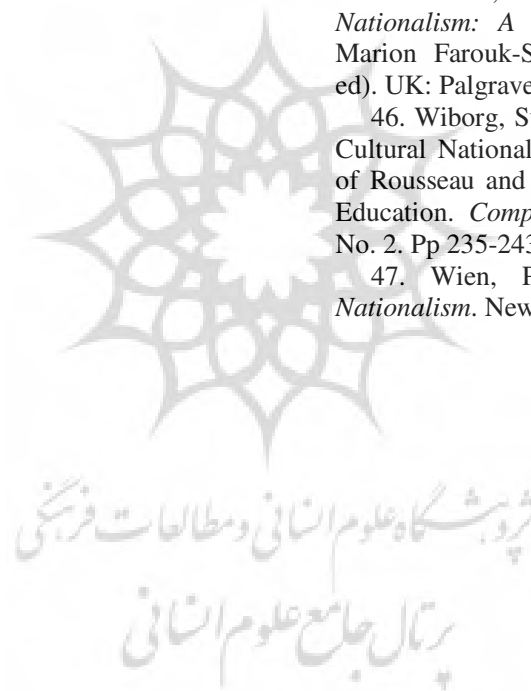 Nationalism: A
Marion Farouk-S
ed). UK: Palgrave
46. Wiborg, S
Cultural National
of Rousseau and
Education. Comp
No. 2. Pp 235-243
47. Wien, P
Nationalism. New
پژوهشگاه علوم انسانی و مطالعات فرهنگی
پرتال جامع علوم انسانی